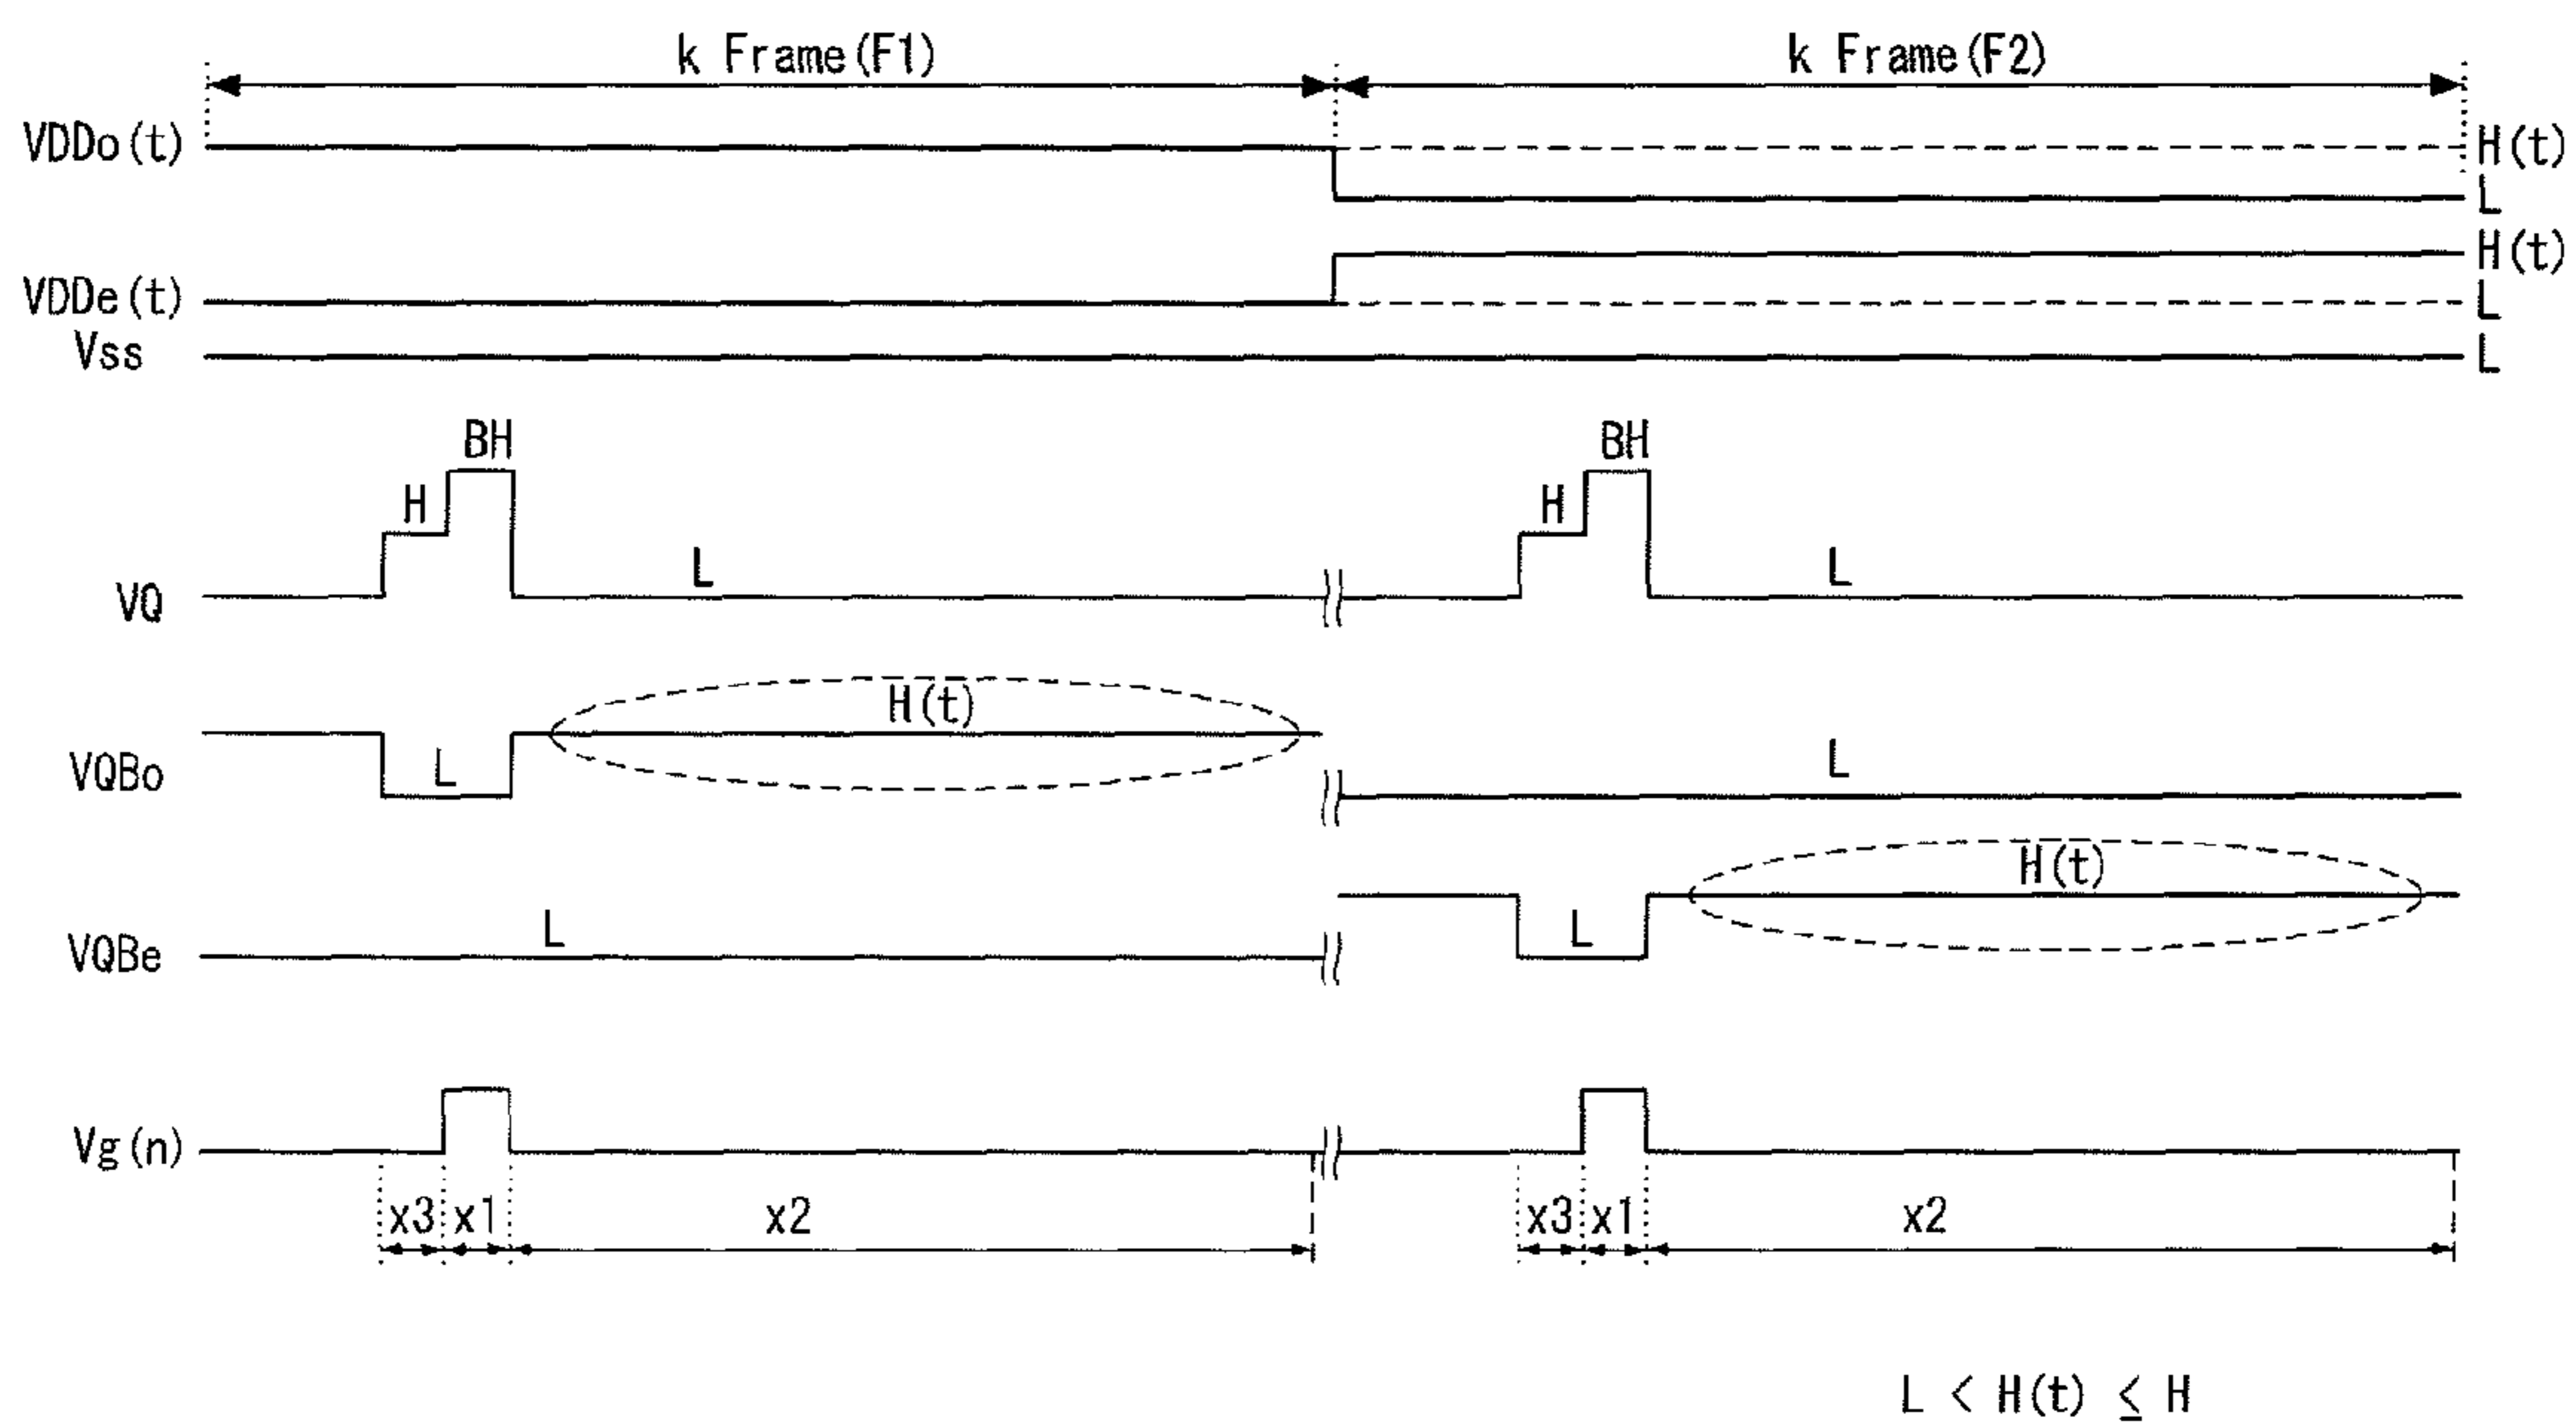 k Frame(F1) k Frame(F2)
VDDo(t) H(t)
L
H(t)
VDDe(t) L
Vss L
BH BH
H H
L L
VQ
H(t)
VQBo L L
H(t)
VQBe L L
Vg(n)
x3 x1 x2 x3 x1 x2
L < H(t) ≤ H